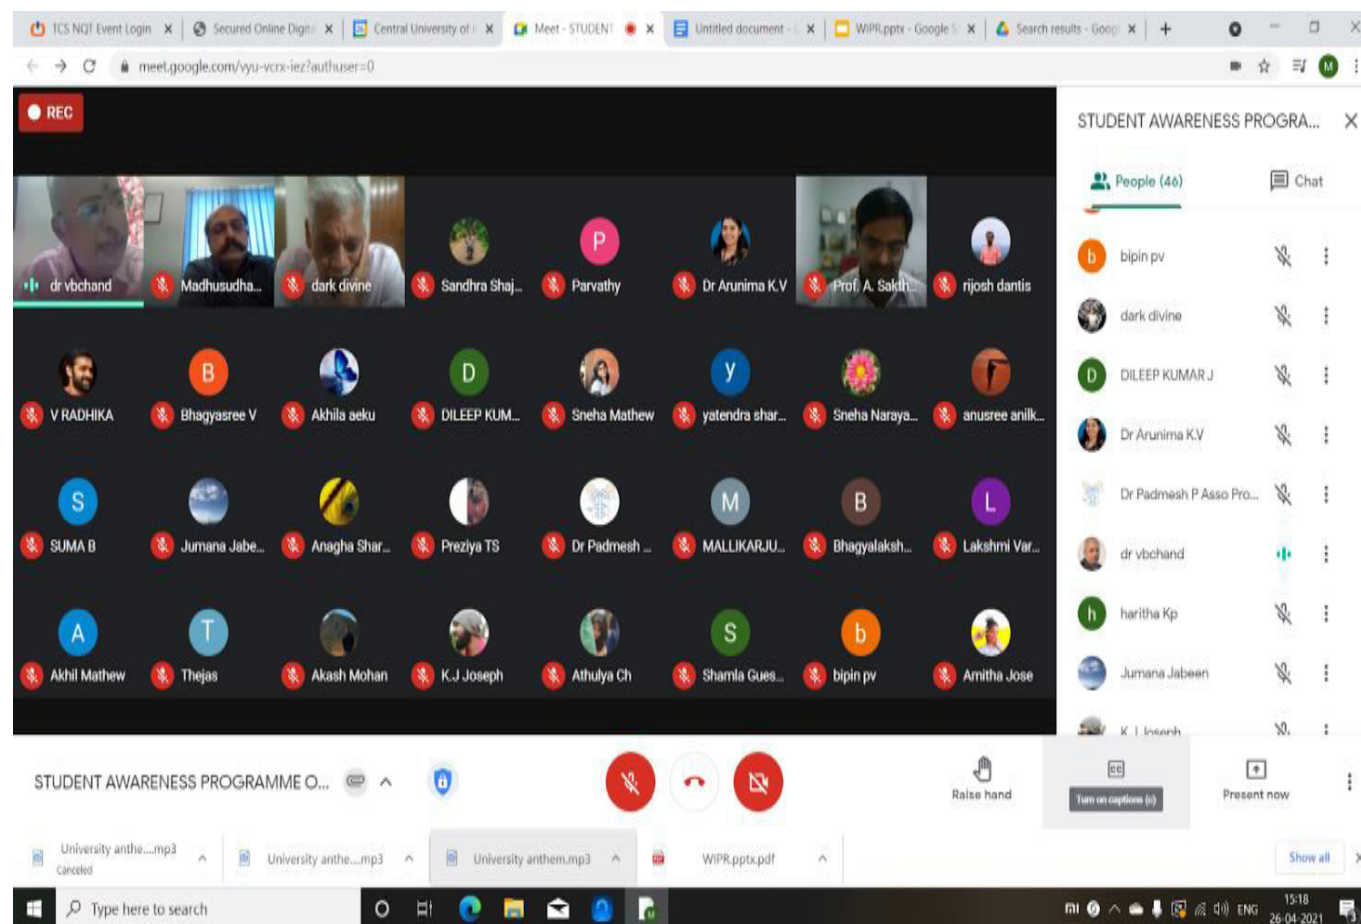 TCS NQT Event Login
Secured Online Digita
Central University of
Meet - STUDENT
Untitled document -
WIPR.pptx - Google S
Search results - Goog
meet.google.com/vyu-vcrx-iez?authuser=0
M
REC
STUDENT AWARENESS PROGRA...
People (46)
Chat
dr vbchand
Madhusudha...
dark divine
Sandhra Shaj...
P
Parvathy
Dr Arunima K.V
Prof. A. Sakth...
rijosh dantis
V RADHIKA
B
Bhagyasree V
Akhila aeku
D
DILEEP KUM...
Sneha Mathew
y
yatendra shar...
Sneha Naraya...
anusree anilk...
S
SUMA B
Jumana Jabe...
Anagha Shar...
Preziya TS
Dr Padmesh ...
M
MALLIKARJU...
B
Bhagyalaksh...
L
Lakshmi Var...
A
Akhil Mathew
T
Thejas
Akash Mohan
K.J Joseph
Athulya Ch
S
Shamla Gues...
b
bipin pv
Amitha Jose
b
bipin pv
dark divine
D
DILEEP KUMAR J
Dr Arunima K.V
Dr Padmesh P Asso Pro...
dr vbchand
h
haritha Kp
Jumana Jabeen
K.J Joseph
STUDENT AWARENESS PROGRAMME O...
Raise hand
CC
Turn on captions (c)
Present now
University anthe....mp3
Canceled
University anthe....mp3
University anthem.mp3
WIPR.pptx.pdf
Show all
Type here to search
ENG
15:18
26-04-2021